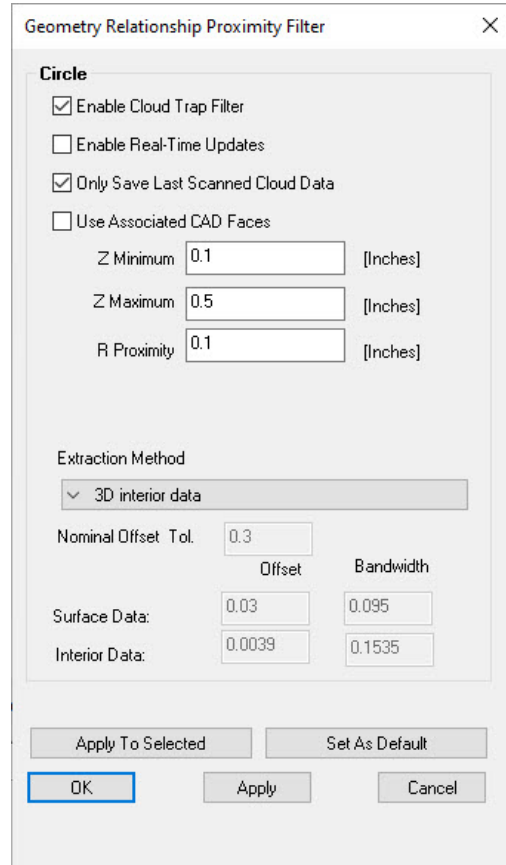 Geometry Relationship Proximity Filter
Circle
Enable Cloud Trap Filter
Enable Real-Time Updates
Only Save Last Scanned Cloud Data
Use Associated CAD Faces
Z Minimum 0.1 [Inches]
Z Maximum 0.5 [Inches]
R Proximity 0.1 [Inches]
Extraction Method
3D interior data
Nominal Offset Tol. 0.3
Offset Bandwidth
Surface Data: 0.03 0.095
Interior Data: 0.0039 0.1535
Apply To Selected Set As Default
OK Apply Cancel